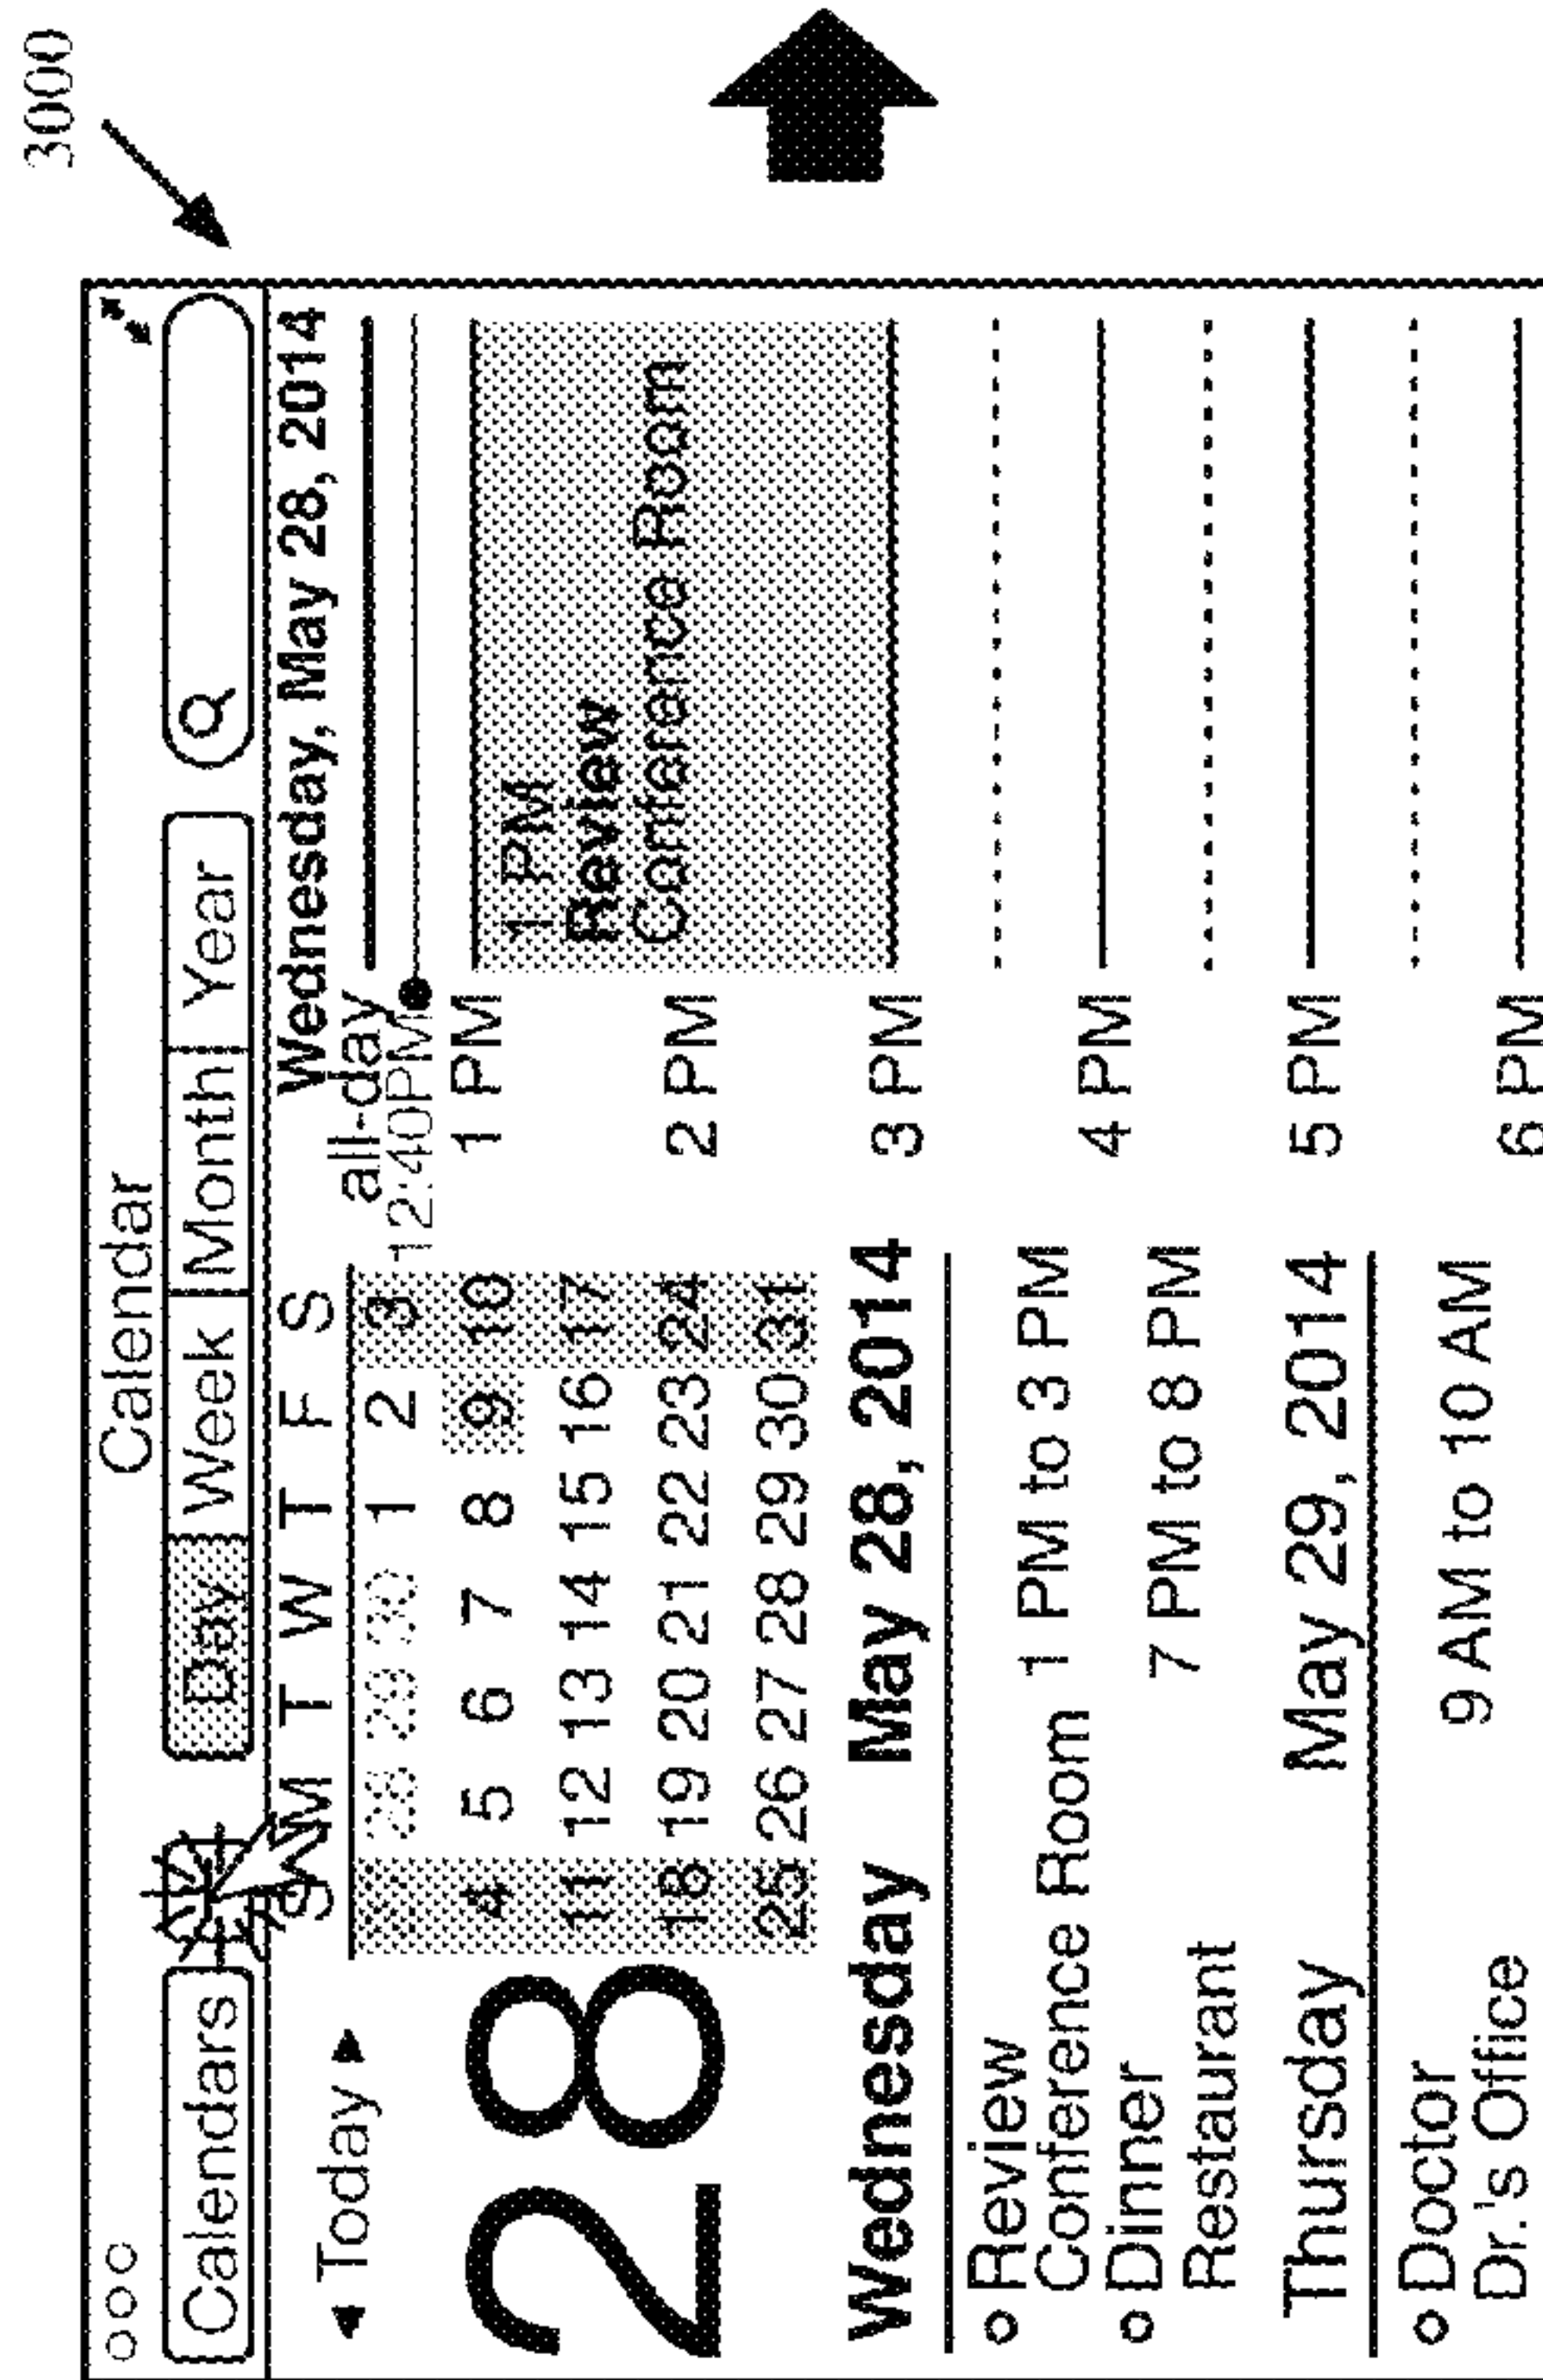 3000
Calendar
Calendars Day Week Month Year
◄ Today ►
28
S M T W T F S
28 29 30 1 2 3
4 5 6 7 8 9 10
11 12 13 14 15 16 17
18 19 20 21 22 23 24
25 26 27 28 29 30 31
Wednesday May 28, 2014
Review
Conference Room 1 PM to 3 PM
Dinner
Restaurant 7 PM to 8 PM
Thursday May 29, 2014
Doctor
Dr.'s Office 9 AM to 10 AM
Wednesday, May 28, 2014
all-day
12:40PM
1 PM
1 PM
Review
Conference Room
2 PM
3 PM
4 PM
5 PM
6 PM